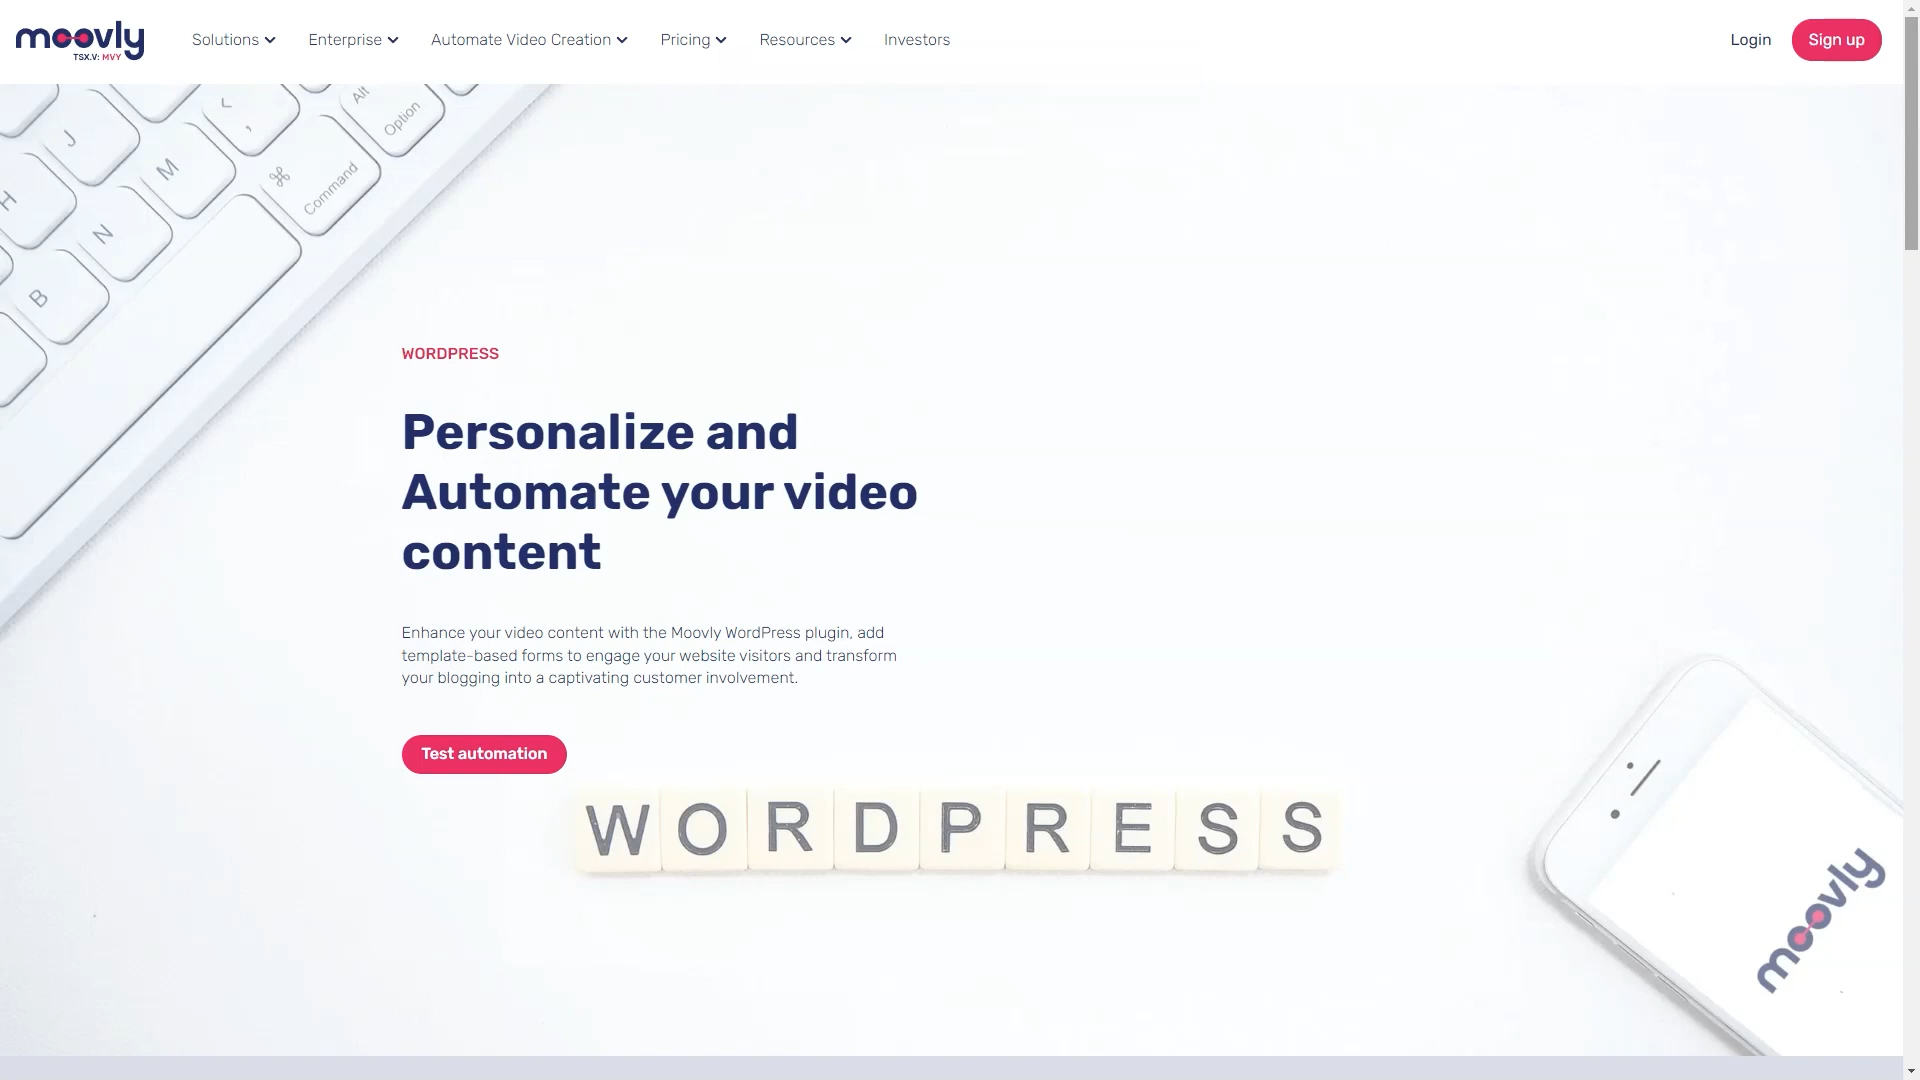 moovly
TSX.V: MVY
Solutions
Enterprise
Automate Video Creation
Pricing
Resources
Investors
Login
Sign up
Alt
Option
<
,
J
M
⌘
Command
H
N
B
WORDPRESS
Personalize and
Automate your video
content
Enhance your video content with the Moovly WordPress plugin, add
template-based forms to engage your website visitors and transform
your blogging into a captivating customer involvement.
Test automation
WORDPRESS
moovly